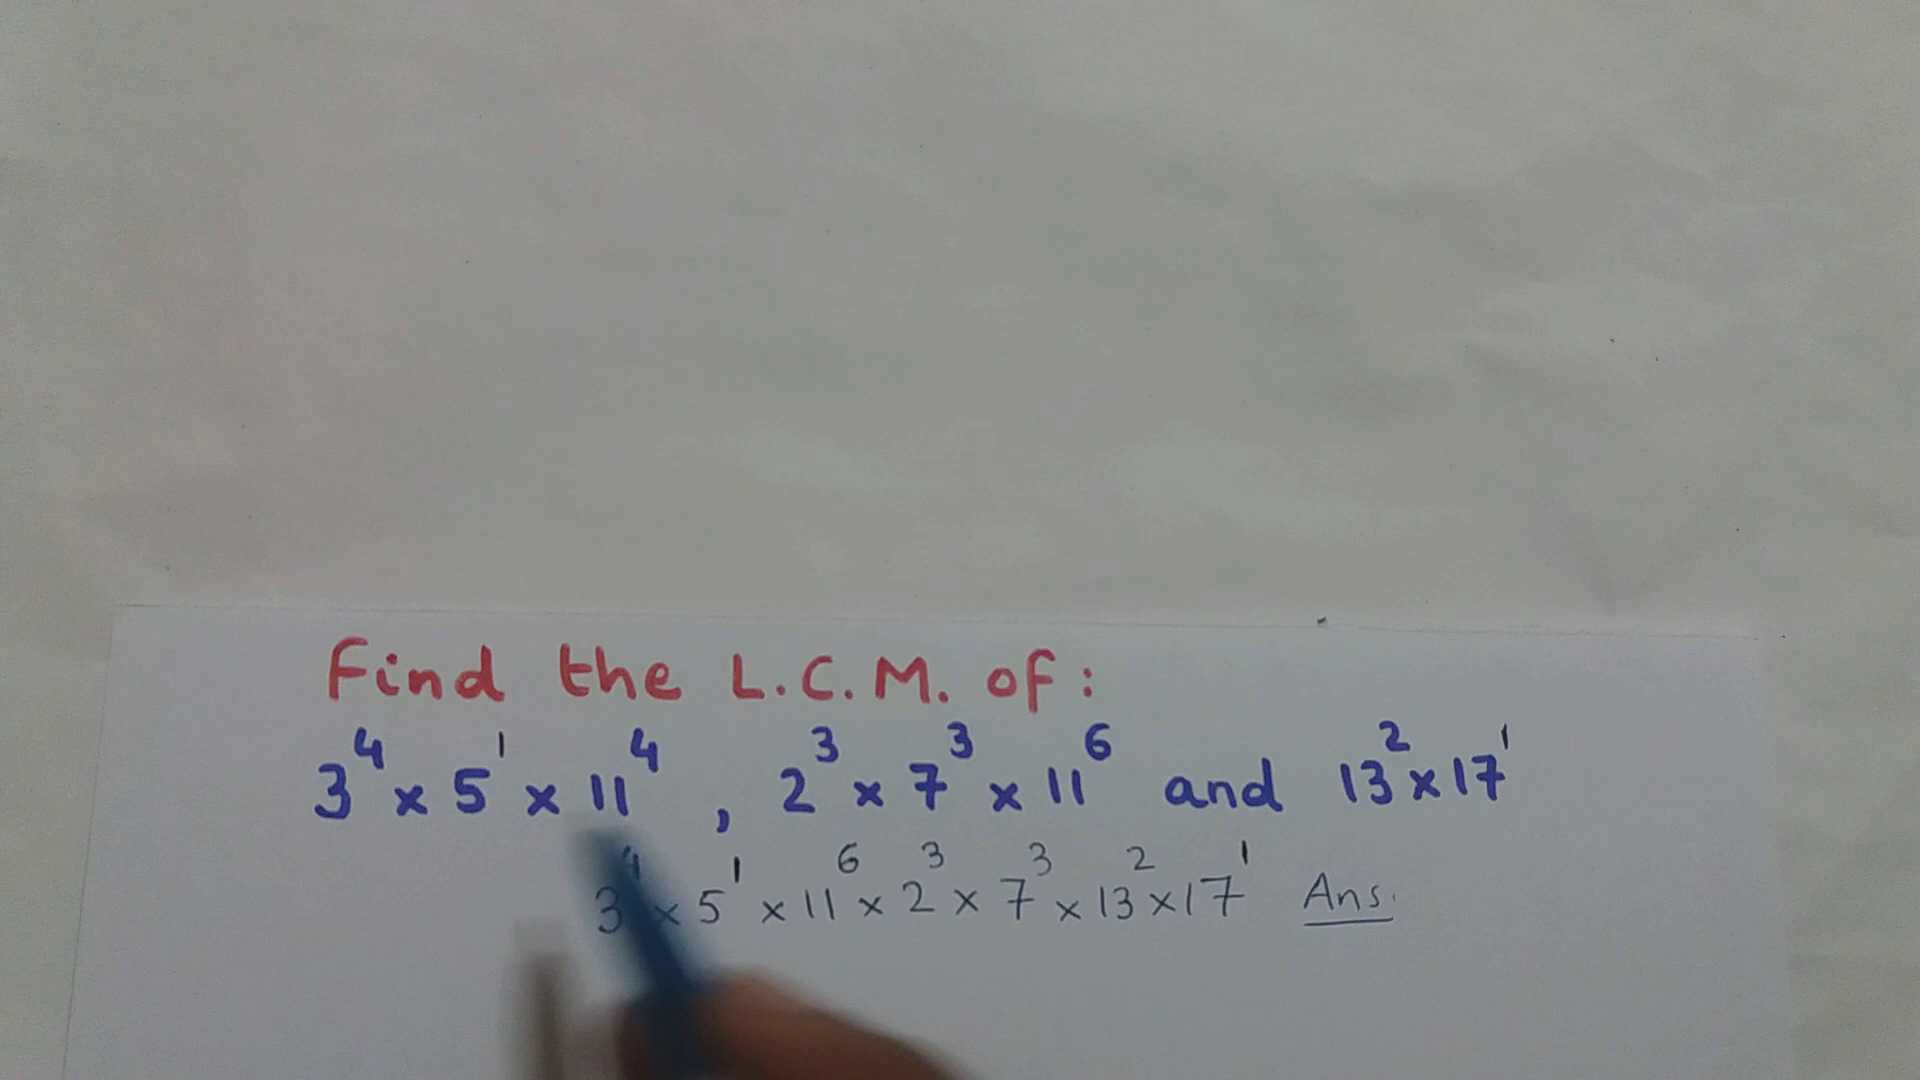 Find the L.C.M. of:
3⁴ × 5¹ × 11⁴ , 2³ × 7³ × 11⁶ and 13² × 17¹
3⁴ × 5¹ × 11⁶ × 2³ × 7³ × 13² × 17¹ Ans.